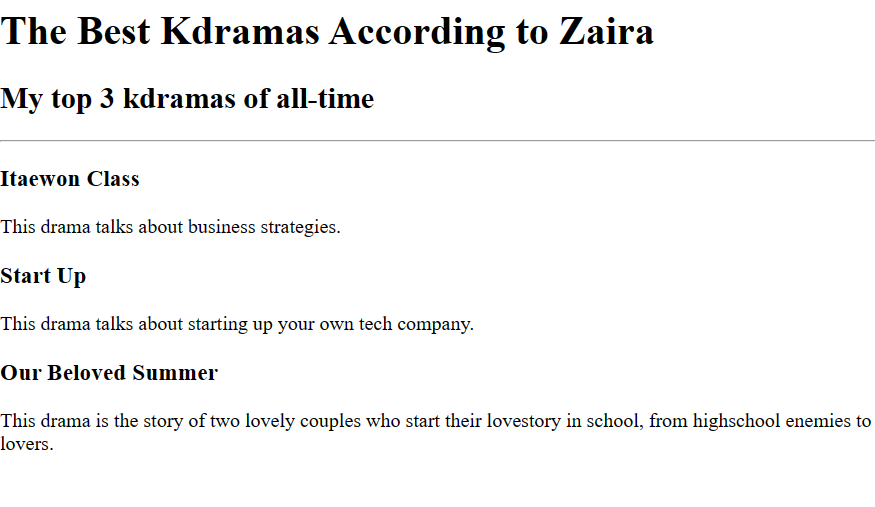 The Best Kdramas According to Zaira
My top 3 kdramas of all-time
Itaewon Class
This drama talks about business strategies.
Start Up
This drama talks about starting up your own tech company.
Our Beloved Summer
This drama is the story of two lovely couples who start their lovestory in school, from highschool enemies to
lovers.